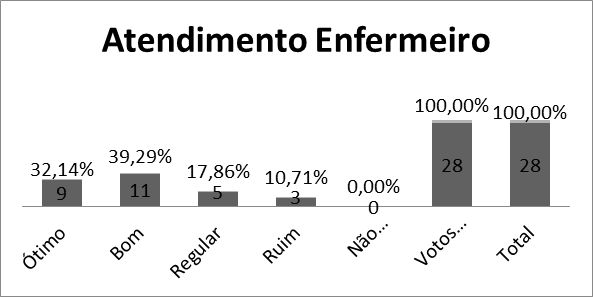 Atendimento Enfermeiro
100,00% 100,00%
32,14% 39,29% 17,86% 10,71% 0,00%
9 11 5 3 0 28 28
Ótimo Bom Regular Ruim Não... Votos... Total